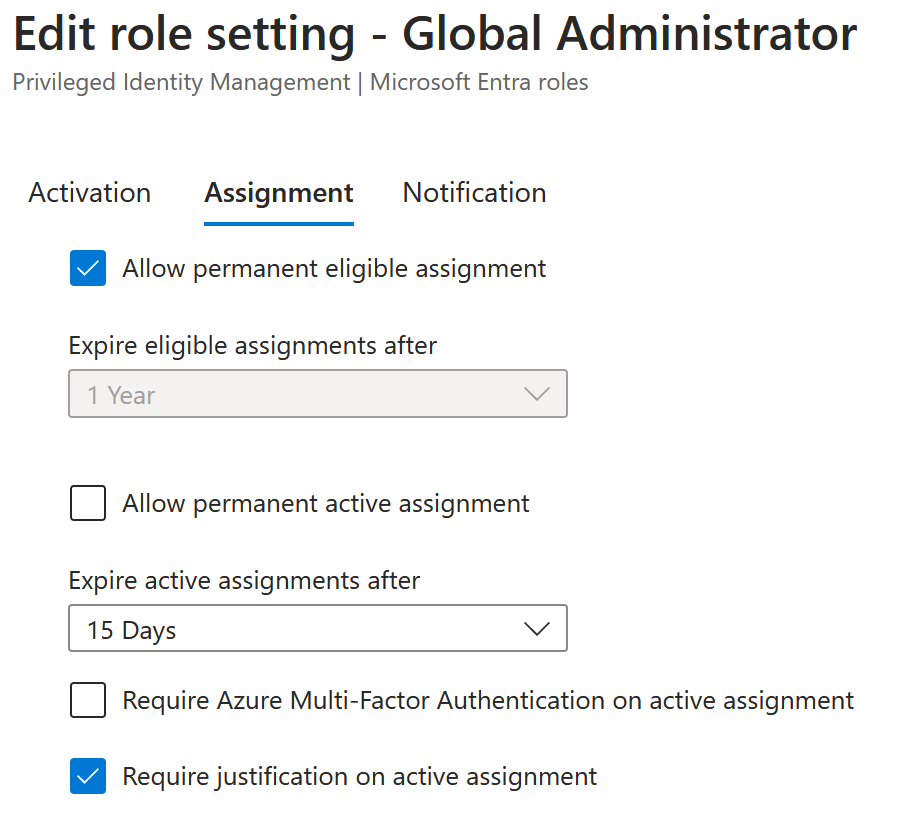 Edit role setting - Global Administrator
Privileged Identity Management | Microsoft Entra roles
Activation Assignment Notification
Allow permanent eligible assignment
Expire eligible assignments after
1 Year
Allow permanent active assignment
Expire active assignments after
15 Days
Require Azure Multi-Factor Authentication on active assignment
Require justification on active assignment